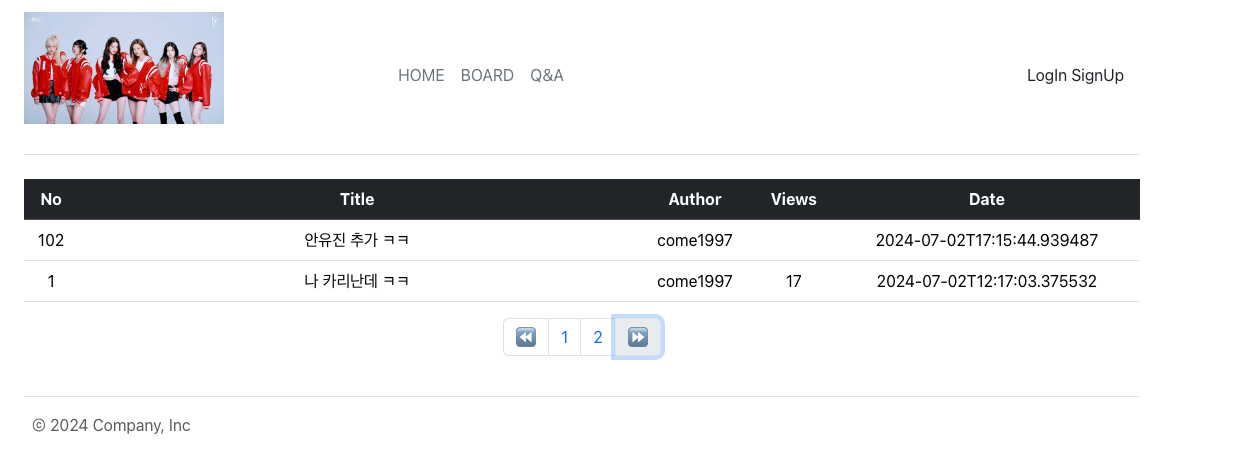 HOME BOARD Q&A LogIn SignUp
No Title Author Views Date
102 안유진 추가 ㅋㅋ come1997 2024-07-02T17:15:44.939487
1 나 카리난데 ㅋㅋ come1997 17 2024-07-02T12:17:03.375532
⏪ 1 2 ⏩
© 2024 Company, Inc